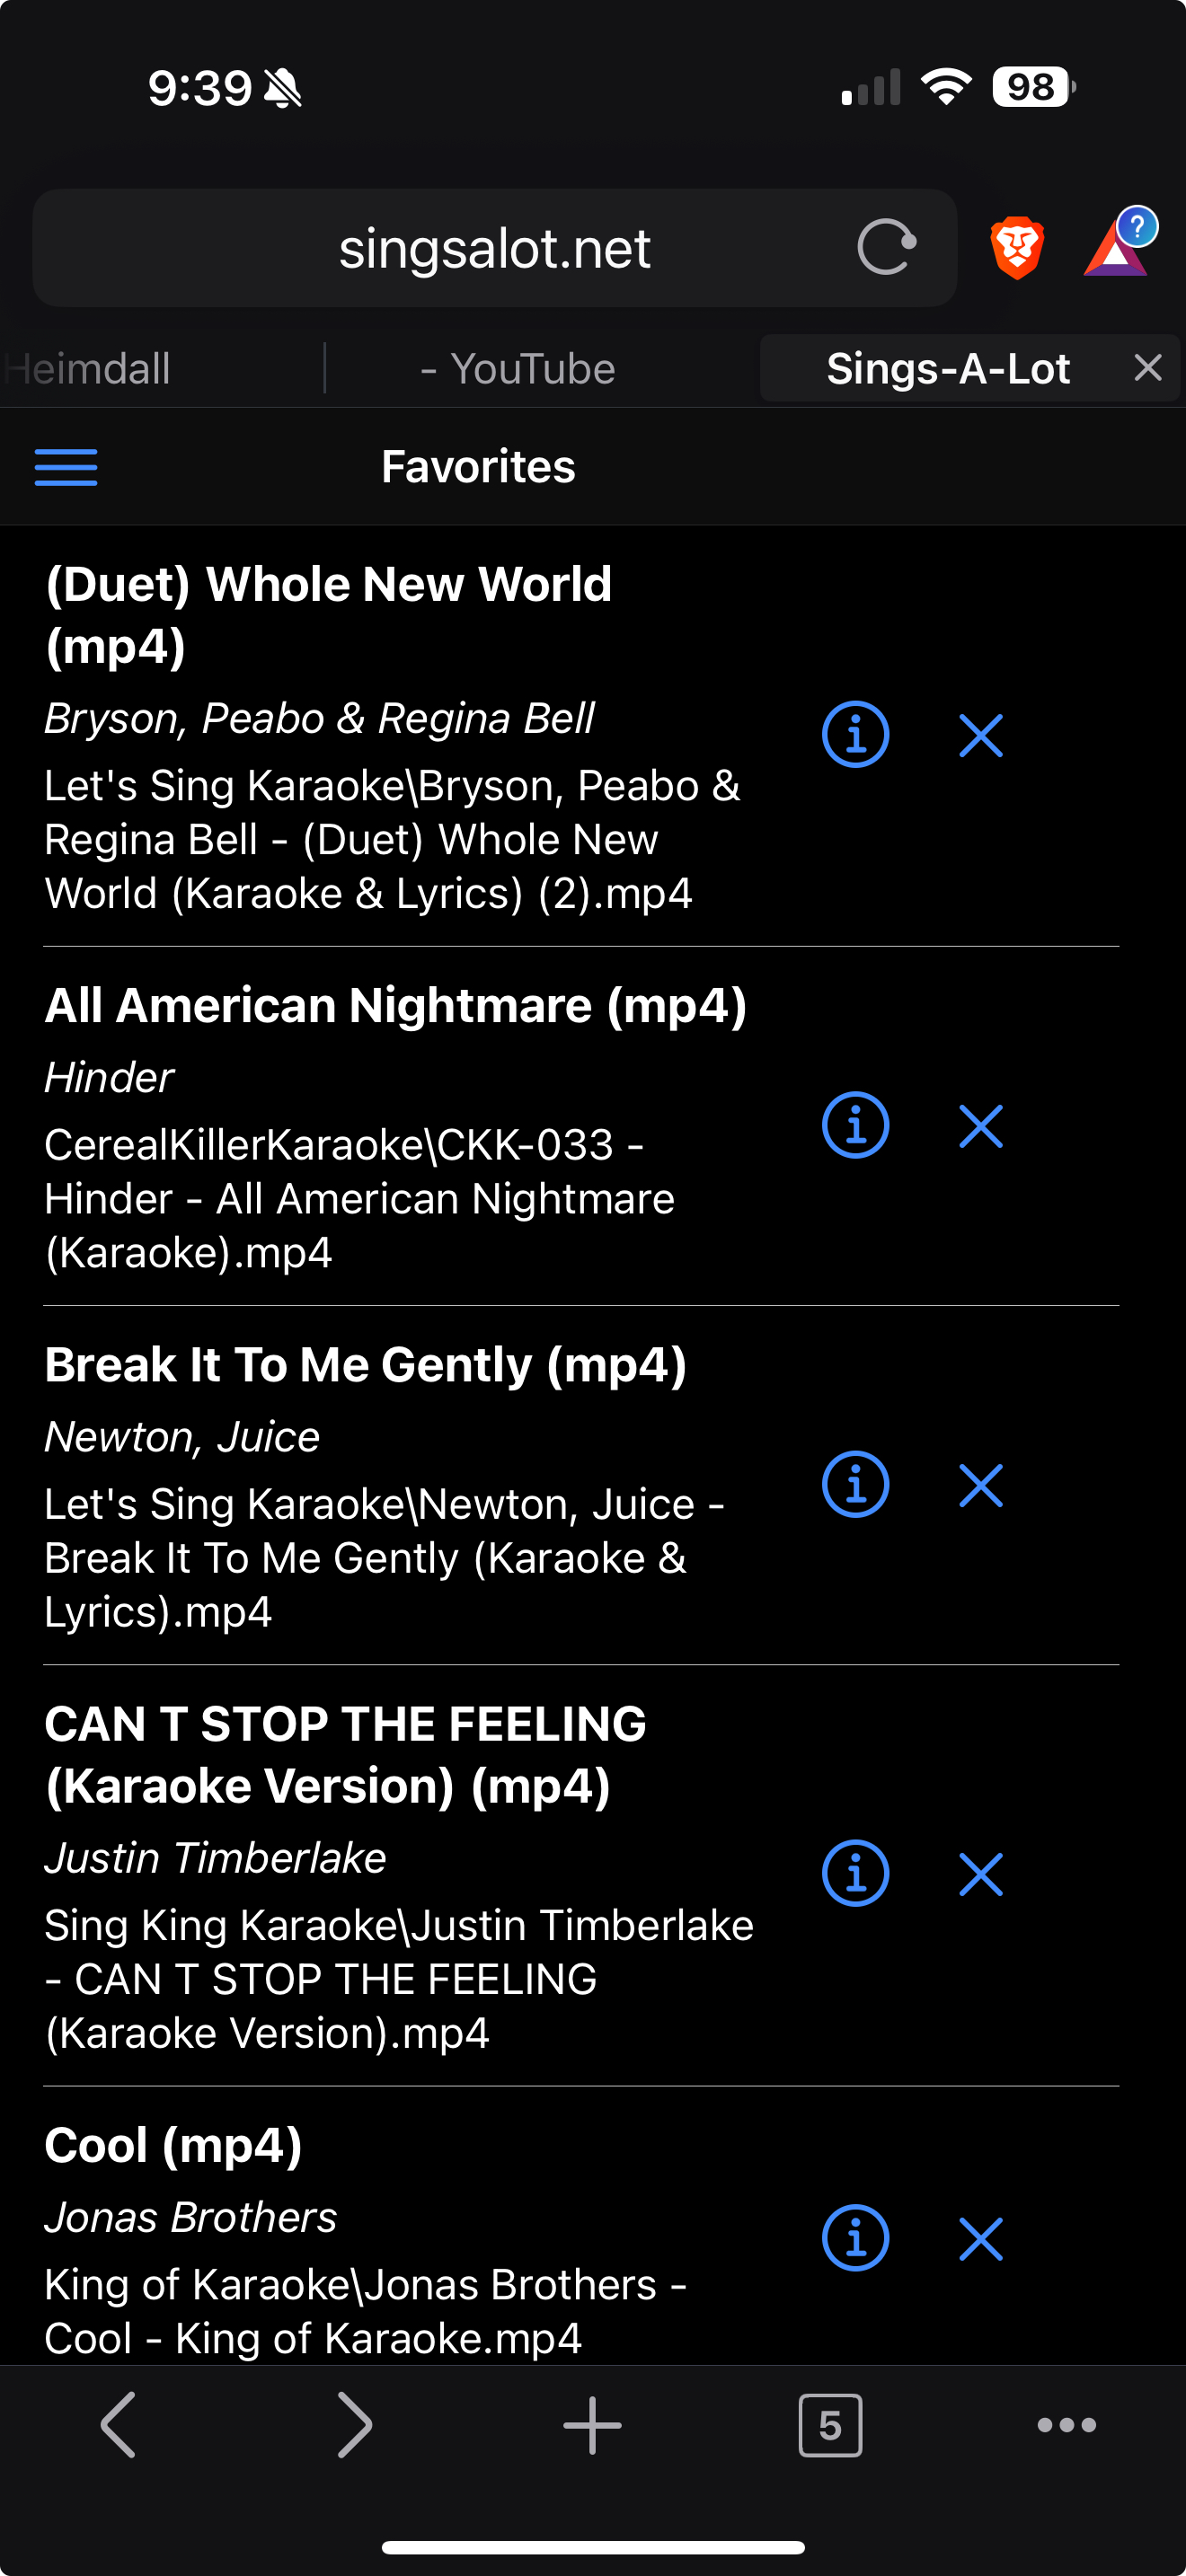 9:39
98
singsalot.net
?
Heimdall
- YouTube
Sings-A-Lot
Favorites
(Duet) Whole New World
(mp4)
Bryson, Peabo & Regina Bell
Let's Sing Karaoke\Bryson, Peabo &
Regina Bell - (Duet) Whole New
World (Karaoke & Lyrics) (2).mp4
All American Nightmare (mp4)
Hinder
CerealKillerKaraoke\CKK-033 -
Hinder - All American Nightmare
(Karaoke).mp4
Break It To Me Gently (mp4)
Newton, Juice
Let's Sing Karaoke\Newton, Juice -
Break It To Me Gently (Karaoke &
Lyrics).mp4
CAN T STOP THE FEELING
(Karaoke Version) (mp4)
Justin Timberlake
Sing King Karaoke\Justin Timberlake
- CAN T STOP THE FEELING
(Karaoke Version).mp4
Cool (mp4)
Jonas Brothers
King of Karaoke\Jonas Brothers -
Cool - King of Karaoke.mp4
5